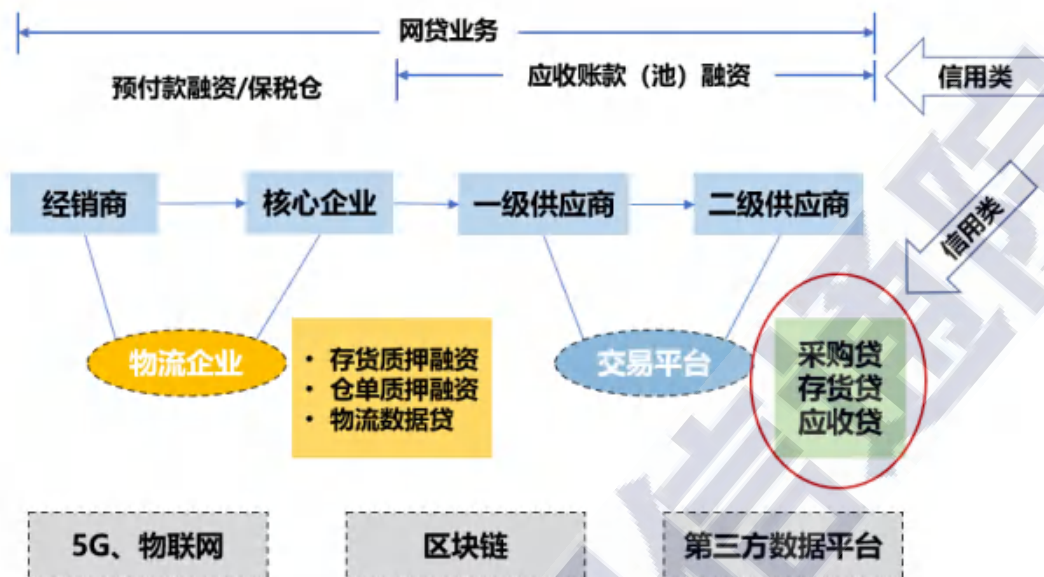 网贷业务
预付款融资/保税仓
应收账款（池）融资
信用类
经销商
核心企业
一级供应商
二级供应商
信用类
物流企业
• 存货质押融资
• 仓单质押融资
• 物流数据贷
交易平台
采购贷
存货贷
应收贷
5G、物联网
区块链
第三方数据平台